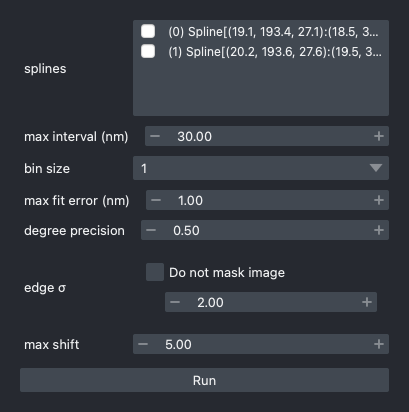 splines
(0) Spline[(19.1, 193.4, 27.1):(18.5, 3...
(1) Spline[(20.2, 193.6, 27.6):(19.5, 3...
max interval (nm)
30.00
bin size
1
max fit error (nm)
1.00
degree precision
0.50
edge σ
Do not mask image
2.00
max shift
5.00
Run